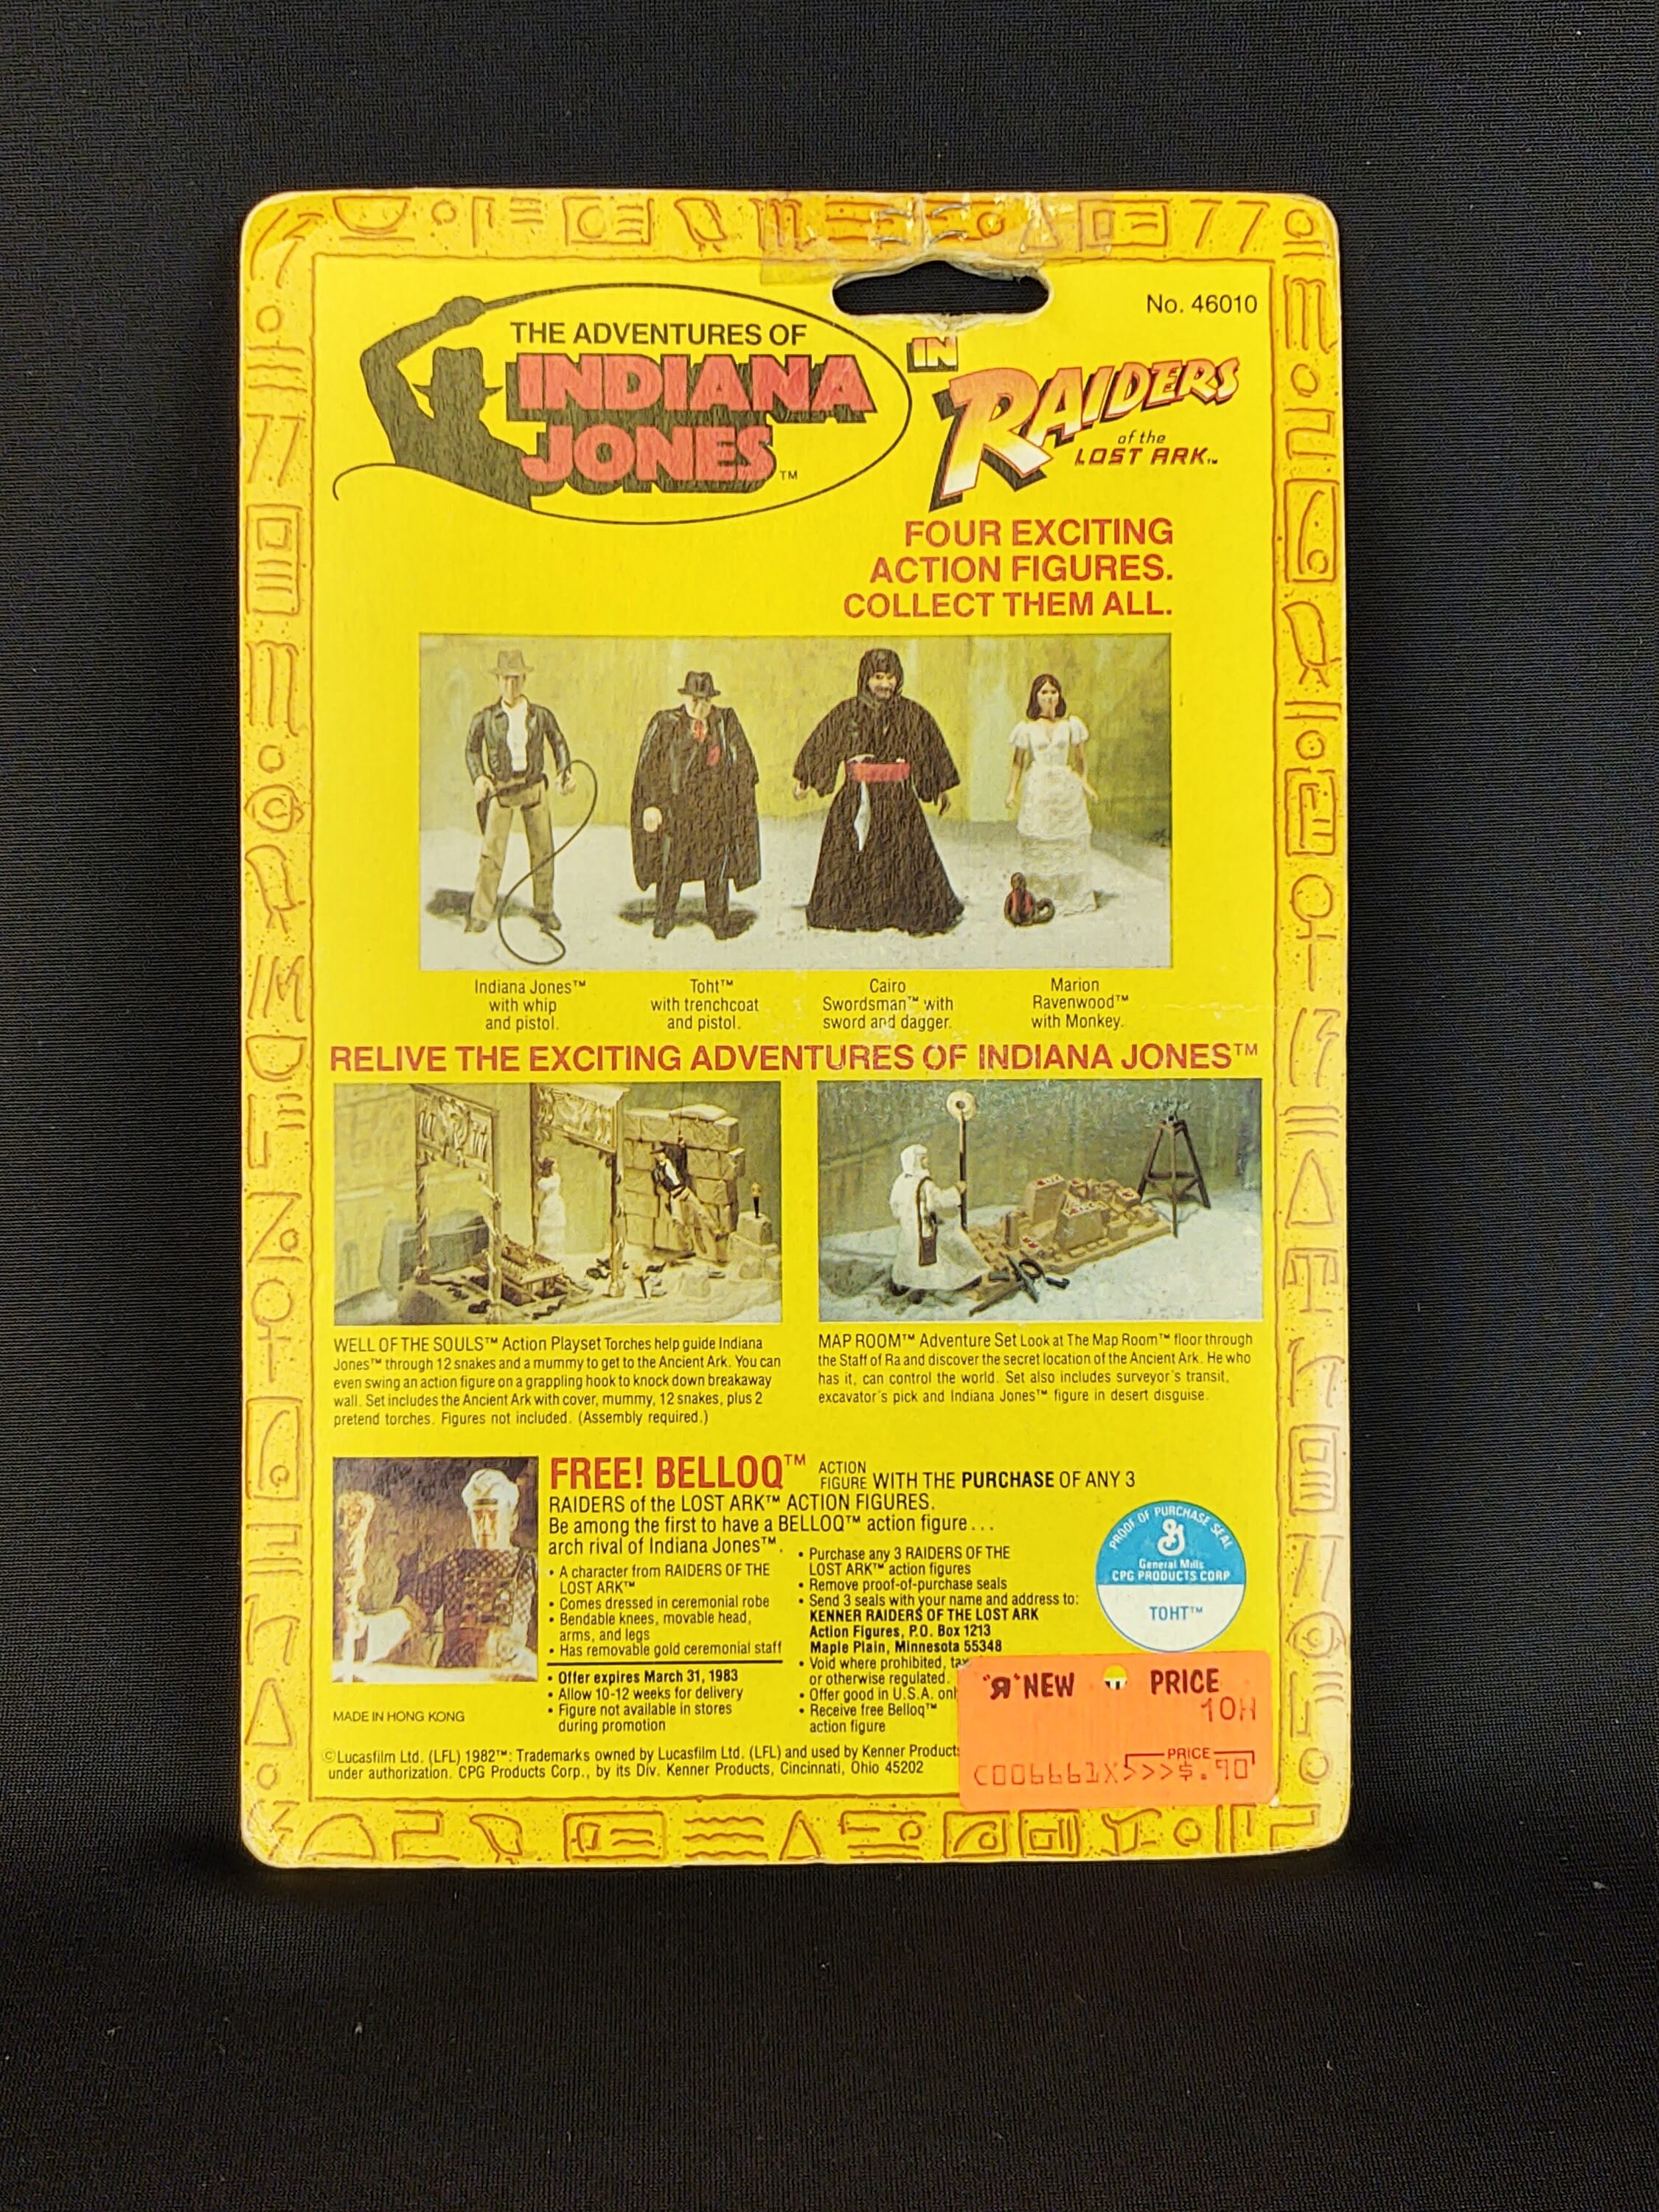 No. 46010
THE ADVENTURES OF
INDIANA
JONES™
IN
RAIDERS
of the
LOST ARK™
FOUR EXCITING
ACTION FIGURES.
COLLECT THEM ALL.
Indiana Jones™
with whip
and pistol.
Toht™
with trenchcoat
and pistol.
Cairo
Swordsman™ with
sword and dagger.
Marion
Ravenwood™
with Monkey.
RELIVE THE EXCITING ADVENTURES OF INDIANA JONES™
WELL OF THE SOULS™ Action Playset Torches help guide Indiana
Jones™ through 12 snakes and a mummy to get to the Ancient Ark. You can
even swing an action figure on a grappling hook to knock down breakaway
wall. Set includes the Ancient Ark with cover, mummy, 12 snakes, plus 2
pretend torches. Figures not included. (Assembly required.)
MAP ROOM™ Adventure Set Look at The Map Room™ floor through
the Staff of Ra and discover the secret location of the Ancient Ark. He who
has it, can control the world. Set also includes surveyor's transit,
excavator's pick and Indiana Jones™ figure in desert disguise.
FREE! BELLOQ™ ACTION FIGURE WITH THE PURCHASE OF ANY 3
RAIDERS of the LOST ARK™ ACTION FIGURES.
Be among the first to have a BELLOQ™ action figure...
arch rival of Indiana Jones™.
• A character from RAIDERS OF THE
LOST ARK™
• Comes dressed in ceremonial robe
• Bendable knees, movable head,
arms, and legs
• Has removable gold ceremonial staff
• Offer expires March 31, 1983
• Allow 10-12 weeks for delivery
• Figure not available in stores
during promotion
• Purchase any 3 RAIDERS OF THE
LOST ARK™ action figures
• Remove proof-of-purchase seals
• Send 3 seals with your name and address to:
KENNER RAIDERS OF THE LOST ARK
Action Figures, P.O. Box 1213
Maple Plain, Minnesota 55348
• Void where prohibited,
or otherwise regulated.
• Offer good in U.S.A.
• Receive free Belloq™
action figure
PROOF OF PURCHASE SEAL
G
General Mills
CPG PRODUCTS CORP
TOHT™
"R" NEW PRICE
10H
PRICE
C006661X>>>$.90
MADE IN HONG KONG
©Lucasfilm Ltd. (LFL) 1982™: Trademarks owned by Lucasfilm Ltd. (LFL) and used by Kenner
under authorization. CPG Products Corp., by its Div. Kenner Products, Cincinnati, Ohio 45202